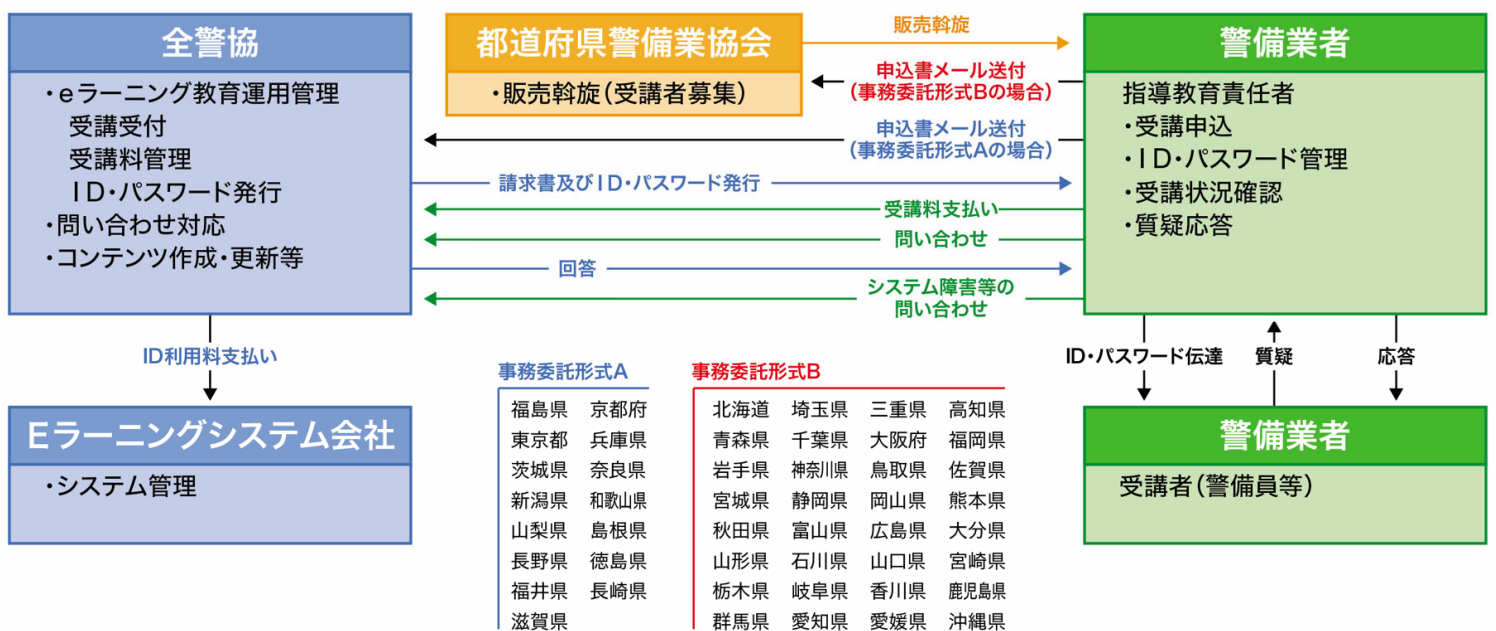 全警協
・eラーニング教育運用管理
受講受付
受講料管理
ID・パスワード発行
・問い合わせ対応
・コンテンツ作成・更新等
都道府県警備業協会
・販売斡旋(受講者募集)
販売斡旋
申込書メール送付
(事務委託形式Bの場合)
申込書メール送付
(事務委託形式Aの場合)
請求書及びID・パスワード発行
受講料支払い
問い合わせ
回答
システム障害等の
問い合わせ
警備業者
指導教育責任者
・受講申込
・ID・パスワード管理
・受講状況確認
・質疑応答
ID利用料支払い
Eラーニングシステム会社
・システム管理
事務委託形式A
福島県 京都府
東京都 兵庫県
茨城県 奈良県
新潟県 和歌山県
山梨県 島根県
長野県 徳島県
福井県 長崎県
滋賀県
事務委託形式B
北海道 埼玉県 三重県 高知県
青森県 千葉県 大阪府 福岡県
岩手県 神奈川県 鳥取県 佐賀県
宮城県 静岡県 岡山県 熊本県
秋田県 富山県 広島県 大分県
山形県 石川県 山口県 宮崎県
栃木県 岐阜県 香川県 鹿児島県
群馬県 愛知県 愛媛県 沖縄県
ID・パスワード伝達
質疑
応答
警備業者
受講者(警備員等)